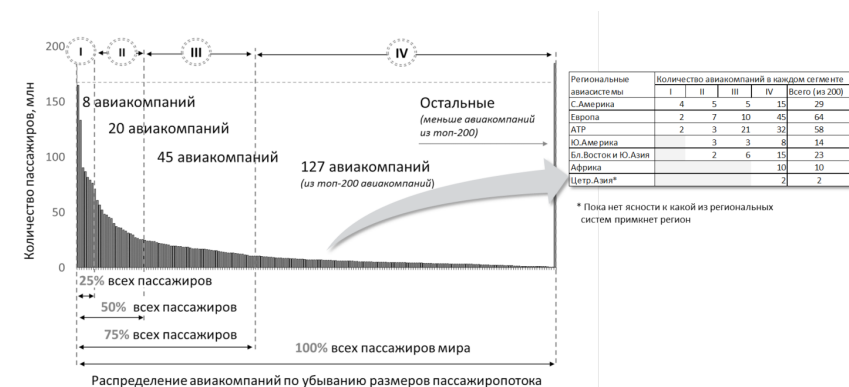 I II III IV
200
150
100
50
0
Количество пассажиров, млн
8 авиакомпаний
20 авиакомпаний
45 авиакомпаний
127 авиакомпаний
(из топ-200 авиакомпаний)
Остальные
(меньше авиакомпаний
из топ-200)
25% всех пассажиров
50% всех пассажиров
75% всех пассажиров
100% всех пассажиров мира
Распределение авиакомпаний по убыванию размеров пассажиропотока
Региональные Количество авиакомпаний в каждом сегменте
авиасистемы I II III IV Всего (из 200)
С.Америка 4 5 5 15 29
Европа 2 7 10 45 64
АТР 2 3 21 32 58
Ю.Америка 3 3 8 14
Бл.Восток и Ю.Азия 2 6 15 23
Африка 10 10
Цетр.Азия* 2 2
* Пока нет ясности к какой из региональных
систем примкнет регион